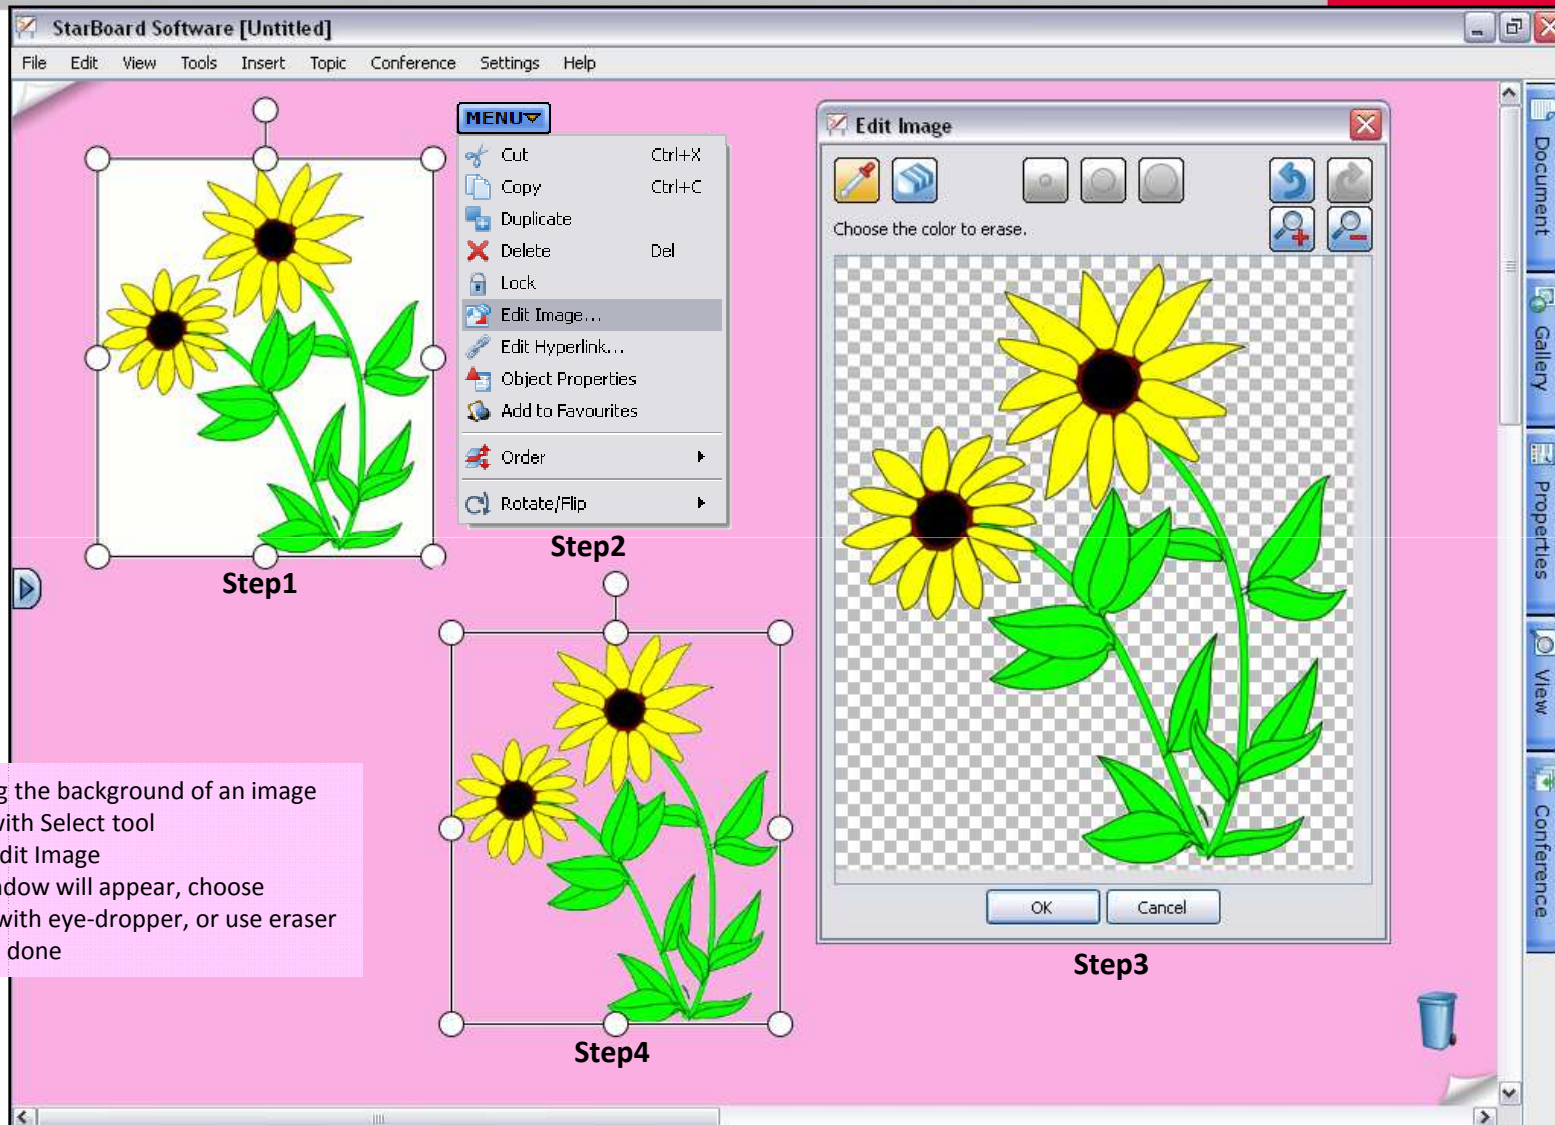 StarBoard Software [Untitled]
File Edit View Tools Insert Topic Conference Settings Help
MENU
Cut Ctrl+X
Copy Ctrl+C
Duplicate
Delete Del
Lock
Edit Image...
Edit Hyperlink...
Object Properties
Add to Favourites
Order
Rotate/Flip
Step2
Step1
Edit Image
Choose the color to erase.
OK Cancel
Step3
Step4
g the background of an image
with Select tool
dit Image
dow will appear, choose
with eye-dropper, or use eraser
done
Document
Gallery
Properties
View
Conference